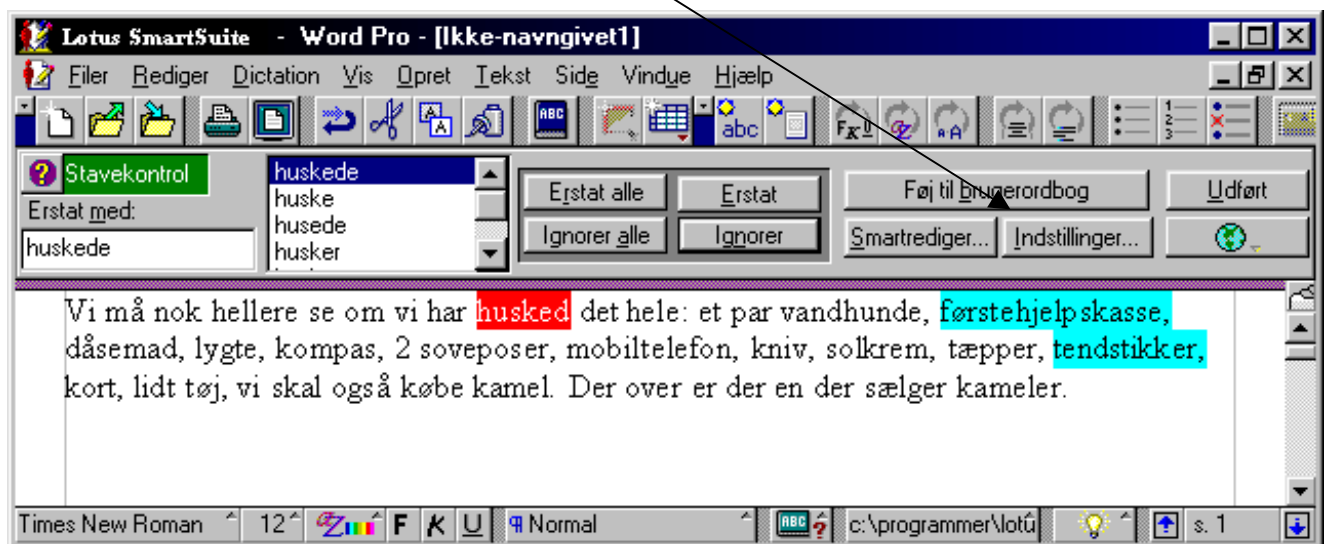 Lotus SmartSuite - Word Pro - [Ikke-navngivet1]
Filer Rediger Dictation Vis Opret Tekst Side Vindue Hjælp
ABC abc
Stavekontrol
Erstat med:
huskede
huskede
huske
husede
husker
Erstat alle Erstat
Ignorer alle Ignorer
Føj til brugerordbog Udført
Smartrediger... Indstillinger...
Vi må nok hellere se om vi har husked det hele: et par vandhunde, førstehjelpskasse,
dåsemad, lygte, kompas, 2 soveposer, mobiltelefon, kniv, solkrem, tæpper, tendstikker,
kort, lidt tøj, vi skal også købe kamel. Der over er der en der sælger kameler.
Times New Roman 12 F K U Normal ABC ? c:\programmer\lotû s. 1